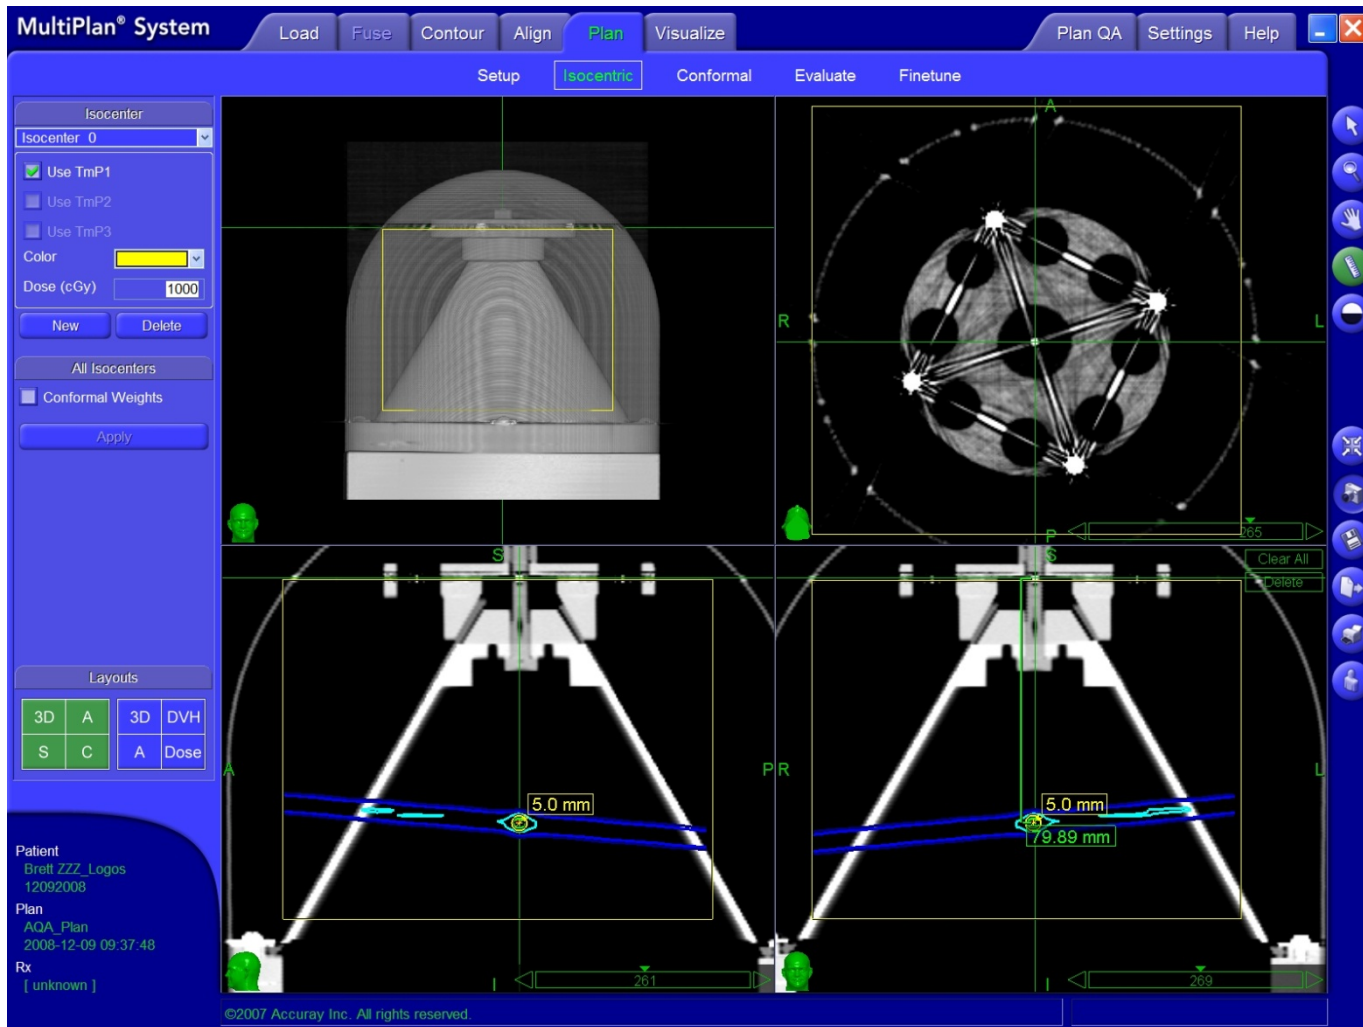 MultiPlan® System
Load Fuse Contour Align Plan Visualize Plan QA Settings Help
Setup Isocentric Conformal Evaluate Finetune
Isocenter
Isocenter 0
Use TmP1
Use TmP2
Use TmP3
Color
Dose (cGy) 1000
New Delete
All Isocenters
Conformal Weights
Apply
Layouts
3D A 3D DVH
S C A Dose
Patient
Brett ZZZ_Logos
12092008
Plan
AQA_Plan
2008-12-09 09:37:48
Rx
[ unknown ]
A
R L
P
265
S
A P
5.0 mm
I
261
S
Clear All
Delete
R L
5.0 mm
79.89 mm
I
269
©2007 Accuray Inc. All rights reserved.